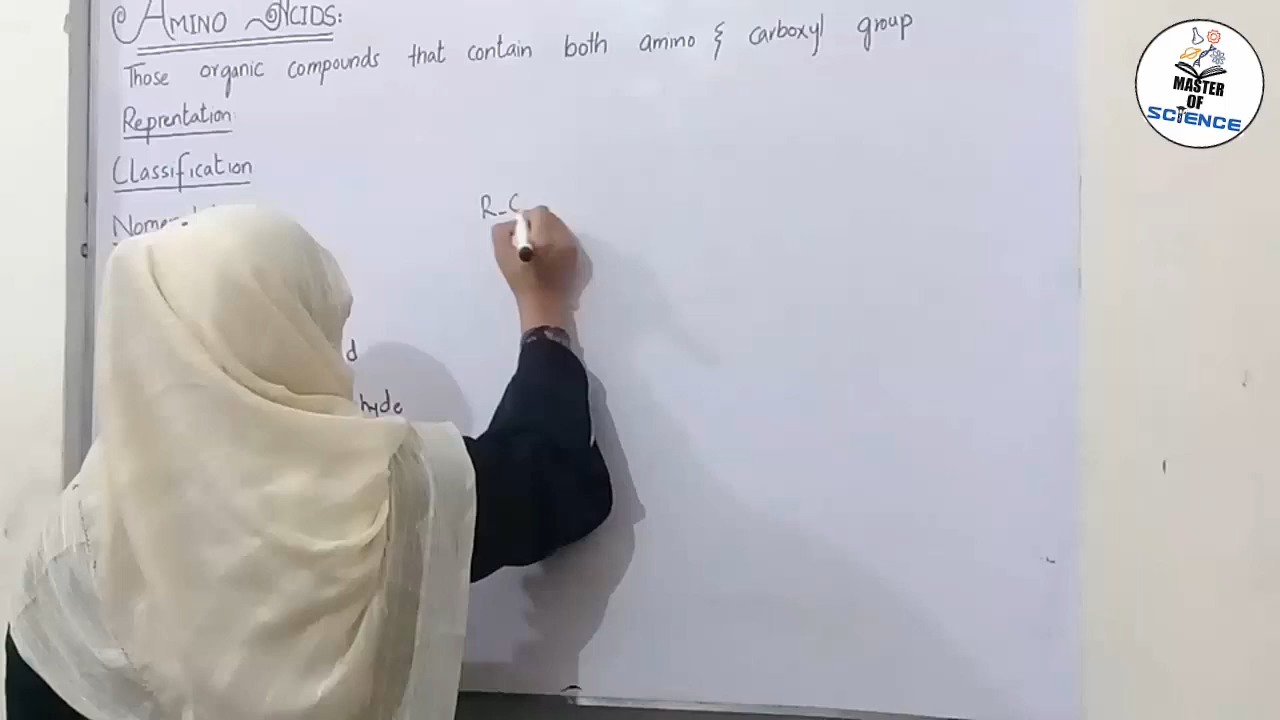 AMINO ACIDS:
Those organic compounds that contain both amino & carboxyl group
Reprentation:
Classification
R-C
MASTER
OF
SCIENCE